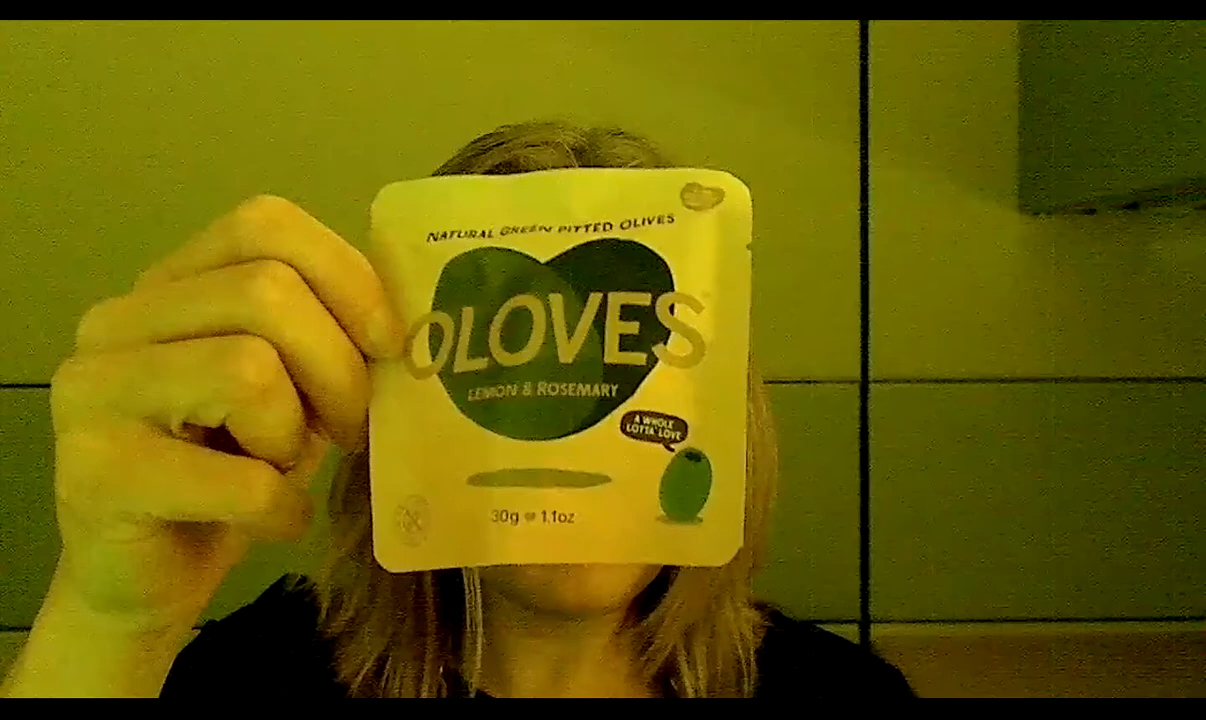 NATURAL GREEN PITTED OLIVES
OLOVES
LEMON & ROSEMARY
A WHOLE
LOTTA' LOVE
30g 1.1oz